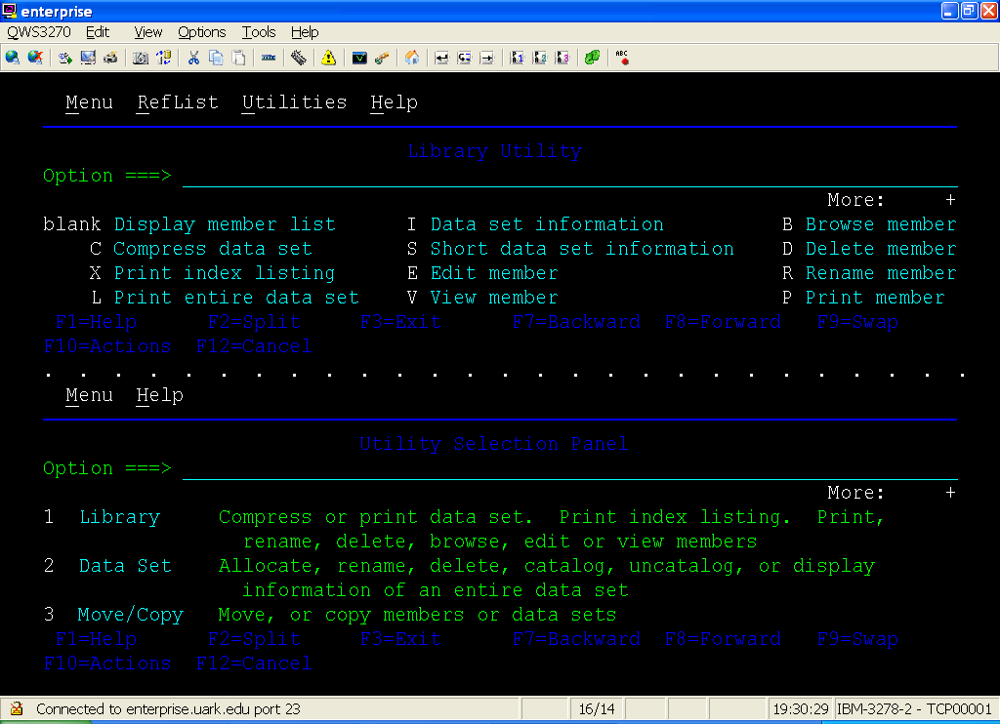 enterprise
QWS3270 Edit View Options Tools Help
ABC
Menu RefList Utilities Help
Library Utility
Option ===>
More: +
blank Display member list I Data set information B Browse member
C Compress data set S Short data set information D Delete member
X Print index listing E Edit member R Rename member
L Print entire data set V View member P Print member
F1=Help F2=Split F3=Exit F7=Backward F8=Forward F9=Swap
F10=Actions F12=Cancel
. . . . . . . . . . . . . . . . . . . . . . . . . . .
Menu Help
Utility Selection Panel
Option ===>
More: +
1 Library Compress or print data set. Print index listing. Print,
rename, delete, browse, edit or view members
2 Data Set Allocate, rename, delete, catalog, uncatalog, or display
information of an entire data set
3 Move/Copy Move, or copy members or data sets
F1=Help F2=Split F3=Exit F7=Backward F8=Forward F9=Swap
F10=Actions F12=Cancel
Connected to enterprise.uark.edu port 23 16/14 19:30:29 IBM-3278-2 - TCP00001